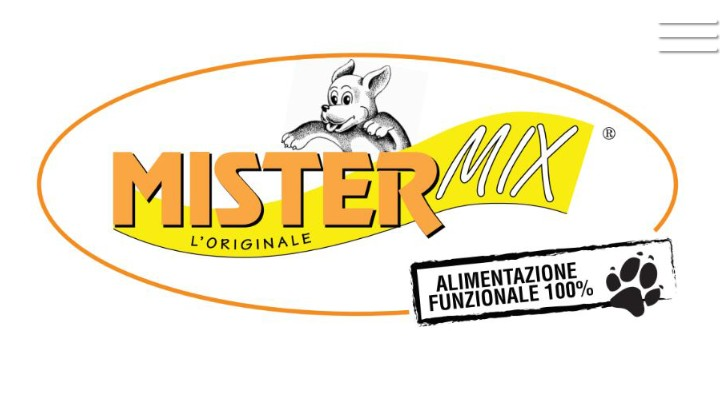 MISTER MIX ®
L'ORIGINALE
ALIMENTAZIONE
FUNZIONALE 100%